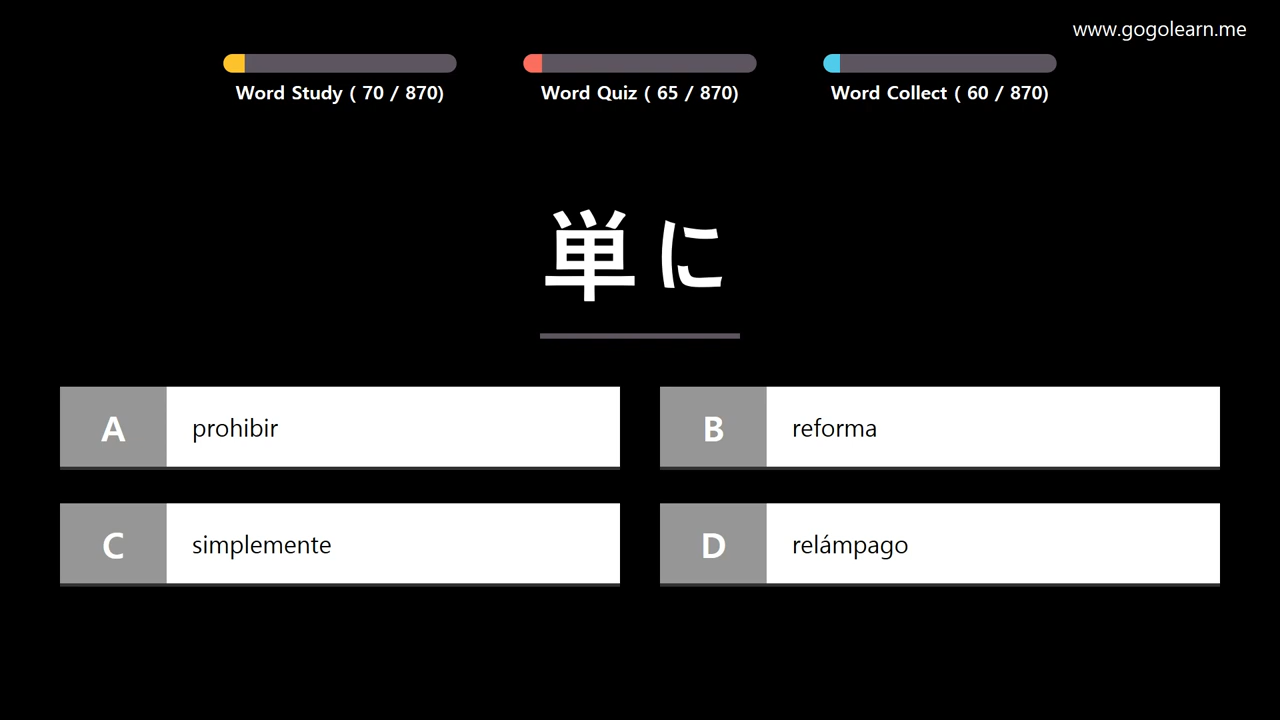 www.gogolearn.me
Word Study ( 70 / 870)
Word Quiz ( 65 / 870)
Word Collect ( 60 / 870)
単に
A prohibir
B reforma
C simplemente
D relámpago